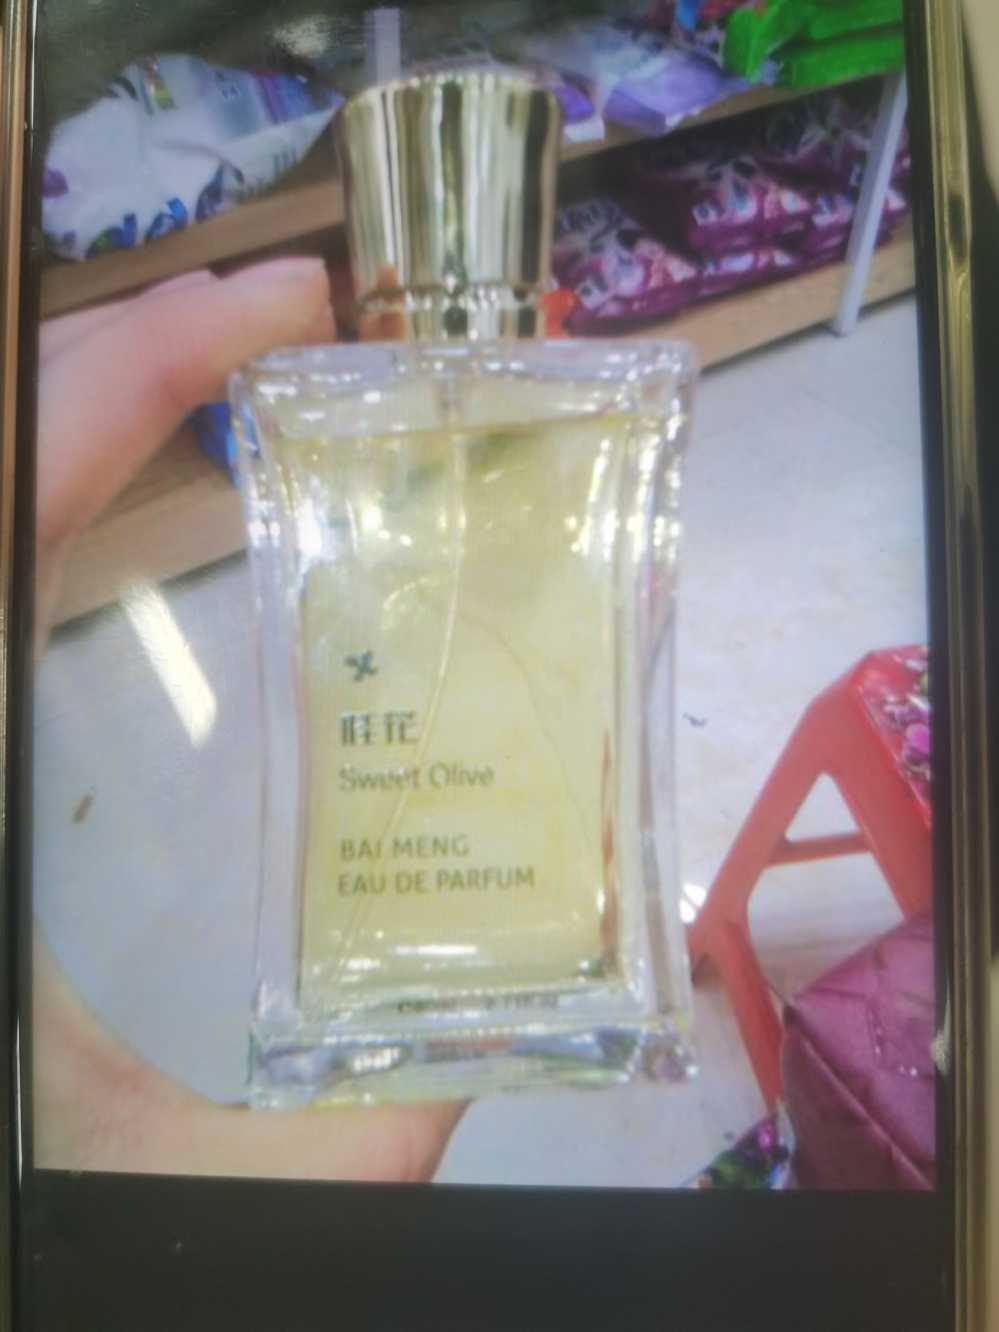 桂花
Sweet Olive
BAI MENG
EAU DE PARFUM